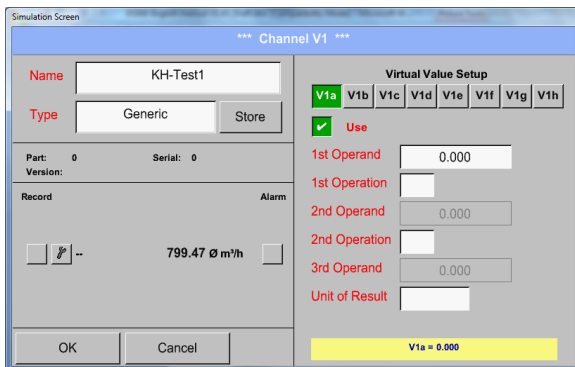 Simulation Screen
*** Channel V1 ***
Name
KH-Test1
Type
Generic
Store
Part: 0 Serial: 0
Version:
Record Alarm
-- 799.47 Ø m³/h
OK
Cancel
Virtual Value Setup
V1a V1b V1c V1d V1e V1f V1g V1h
Use
1st Operand 0.000
1st Operation
2nd Operand 0.000
2nd Operation
3rd Operand 0.000
Unit of Result
V1a = 0.000